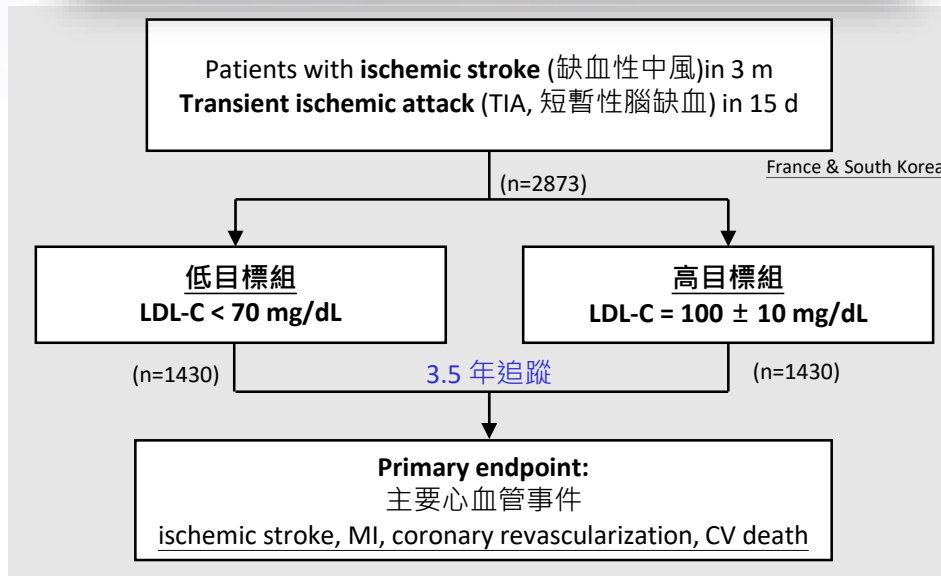 Patients with ischemic stroke (缺血性中風)in 3 m
Transient ischemic attack (TIA, 短暫性腦缺血) in 15 d
France & South Korea
(n=2873)
低目標組
LDL-C < 70 mg/dL
高目標組
LDL-C = 100 ± 10 mg/dL
(n=1430)
3.5 年追蹤
(n=1430)
Primary endpoint:
主要心血管事件
ischemic stroke, MI, coronary revascularization, CV death